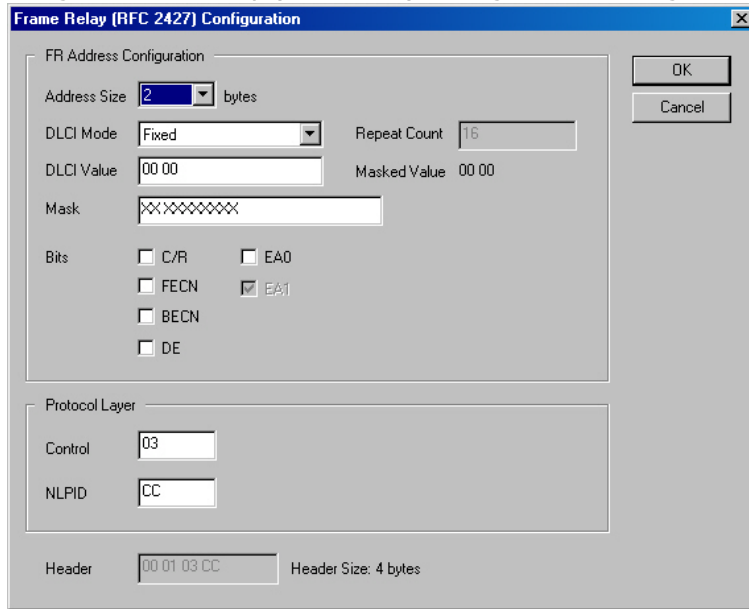 Frame Relay (RFC 2427) Configuration
FR Address Configuration
OK
Cancel
Address Size 2 bytes
DLCI Mode Fixed Repeat Count 16
DLCI Value 00 00 Masked Value 00 00
Mask XX XXXXXXXX
Bits C/R EA0
FECN EA1
BECN
DE
Protocol Layer
Control 03
NLPID CC
Header 00 01 03 CC Header Size: 4 bytes